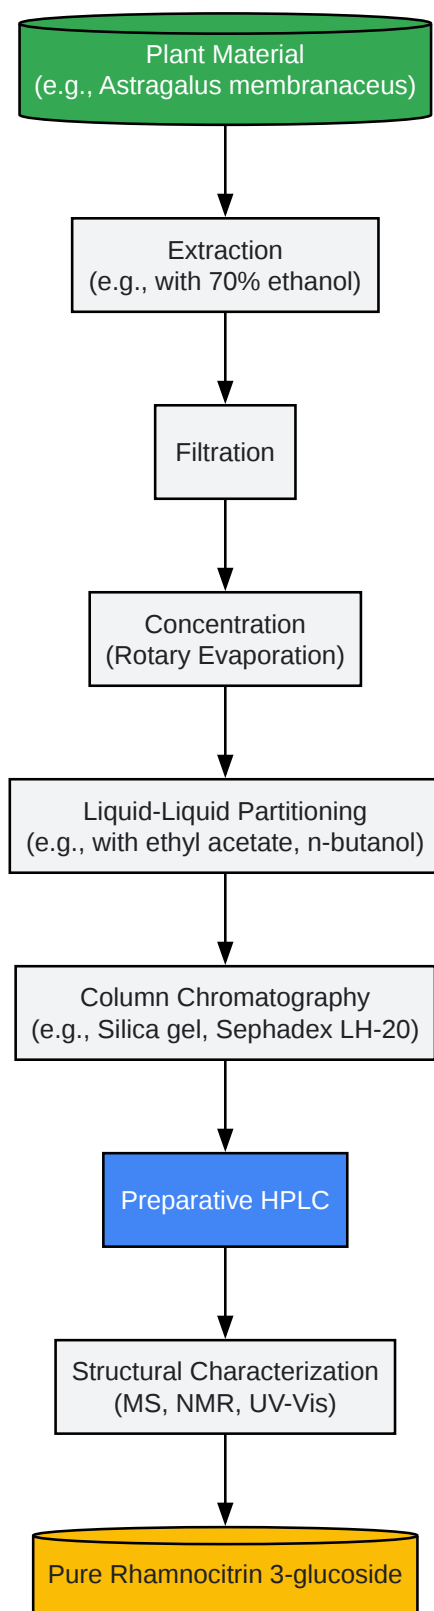 Plant Material
(e.g., Astragalus membranaceus)
Extraction
(e.g., with 70% ethanol)
Filtration
Concentration
(Rotary Evaporation)
Liquid-Liquid Partitioning
(e.g., with ethyl acetate, n-butanol)
Column Chromatography
(e.g., Silica gel, Sephadex LH-20)
Preparative HPLC
Structural Characterization
(MS, NMR, UV-Vis)
Pure Rhamnocitrin 3-glucoside